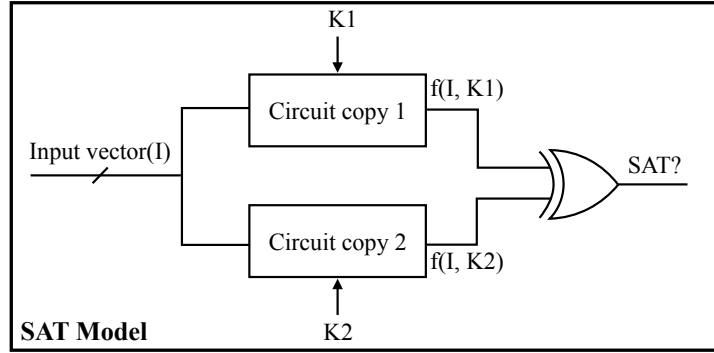 K1
Circuit copy 1
f(I, K1)
Input vector(I)
SAT?
Circuit copy 2
f(I, K2)
K2
SAT Model